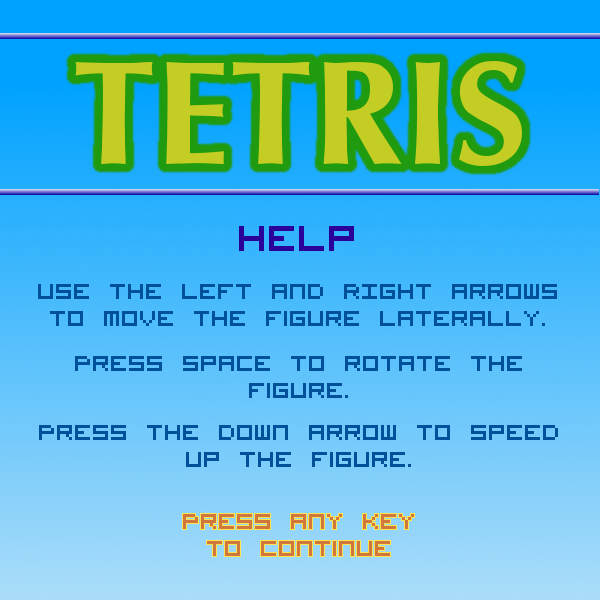 TETRIS
HELP
USE THE LEFT AND RIGHT ARROWS
TO MOVE THE FIGURE LATERALLY.
PRESS SPACE TO ROTATE THE
FIGURE.
PRESS THE DOWN ARROW TO SPEED
UP THE FIGURE.
PRESS ANY KEY
TO CONTINUE